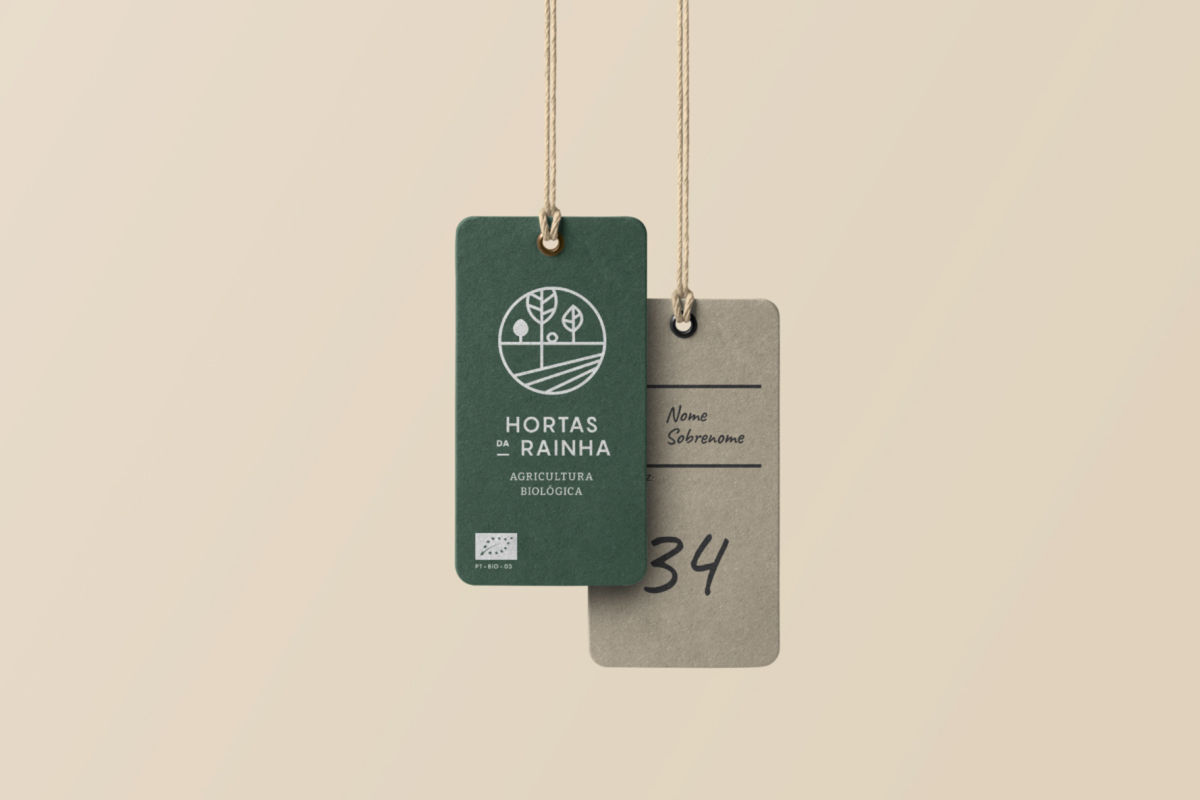 HORTAS
DA RAINHA
AGRICULTURA
BIOLÓGICA
PT-BIO-03
Nome
Sobrenome
34